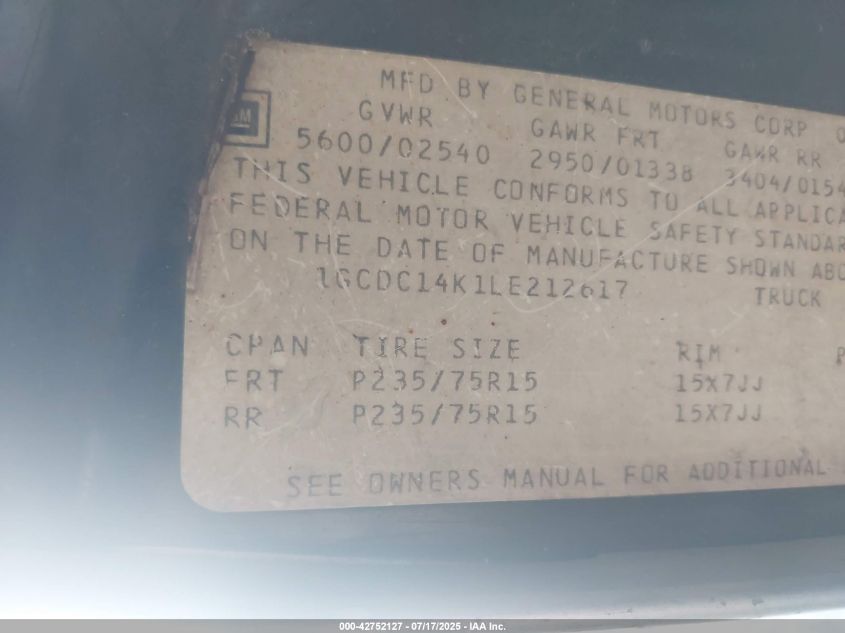 MFD BY GENERAL MOTORS CORP
GM
GVWR GAWR FRT GAWR RR
5600/02540 2950/01338 3404/0154
THIS VEHICLE CONFORMS TO ALL APPLICA
FEDERAL MOTOR VEHICLE SAFETY STANDAR
ON THE DATE OF MANUFACTURE SHOWN ABO
1GCDC14K1LE212617 TRUCK
TIRE SIZE RIM
FRT P235/75R15 15X7JJ
RR P235/75R15 15X7JJ
SEE OWNERS MANUAL FOR ADDITIONAL
000-42752127 - 07/17/2025 - IAA Inc.